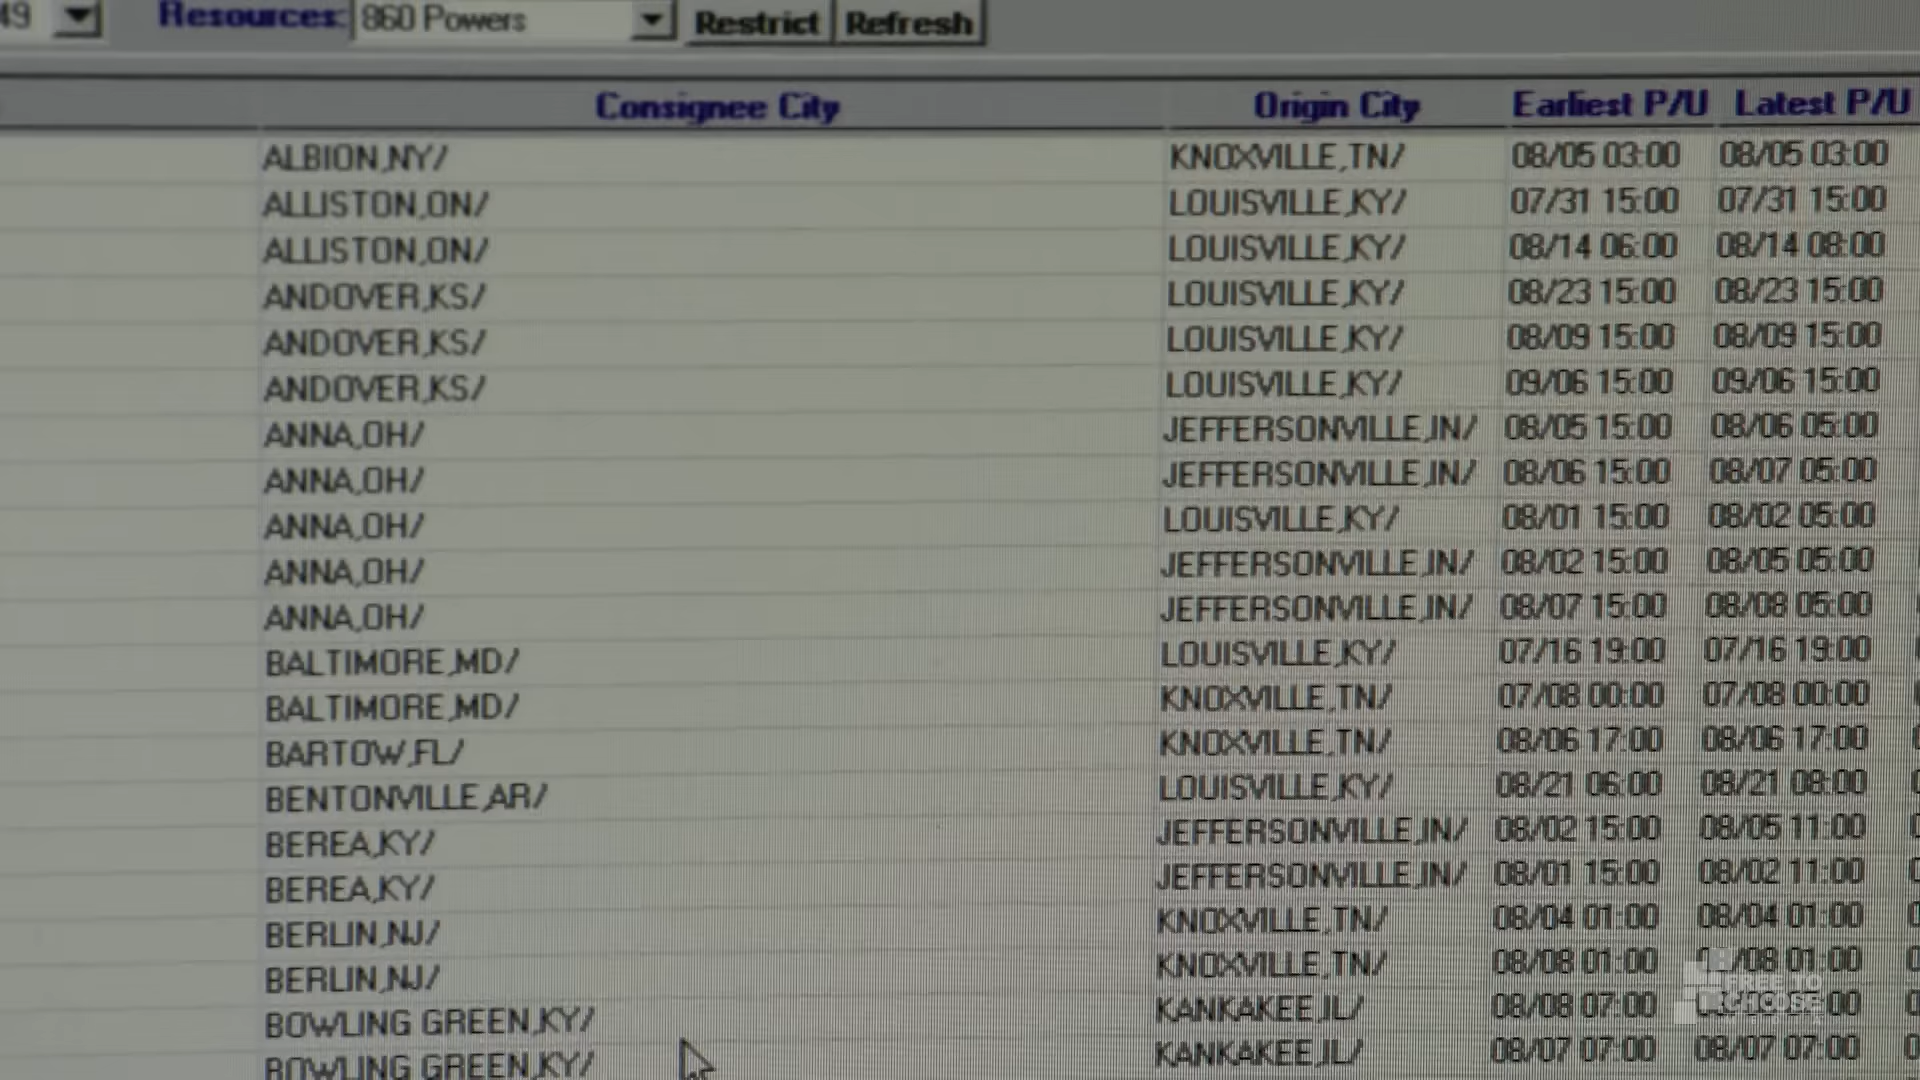 49 Resources: 860 Powers Restrict Refresh
Consignee City Origin City Earliest P/U Latest P/U
ALBION,NY/ KNOXVILLE,TN/ 08/05 03:00 08/05 03:00
ALLISTON,ON/ LOUISVILLE,KY/ 07/31 15:00 07/31 15:00
ALLISTON,ON/ LOUISVILLE,KY/ 08/14 06:00 08/14 08:00
ANDOVER,KS/ LOUISVILLE,KY/ 08/23 15:00 08/23 15:00
ANDOVER,KS/ LOUISVILLE,KY/ 08/09 15:00 08/09 15:00
ANDOVER,KS/ LOUISVILLE,KY/ 09/06 15:00 09/06 15:00
ANNA,OH/ JEFFERSONVILLE,IN/ 08/05 15:00 08/06 05:00
ANNA,OH/ JEFFERSONVILLE,IN/ 08/06 15:00 08/07 05:00
ANNA,OH/ LOUISVILLE,KY/ 08/01 15:00 08/02 05:00
ANNA,OH/ JEFFERSONVILLE,IN/ 08/02 15:00 08/05 05:00
ANNA,OH/ JEFFERSONVILLE,IN/ 08/07 15:00 08/08 05:00
BALTIMORE,MD/ LOUISVILLE,KY/ 07/16 19:00 07/16 19:00
BALTIMORE,MD/ KNOXVILLE,TN/ 07/08 00:00 07/08 00:00
BARTOW,FL/ KNOXVILLE,TN/ 08/06 17:00 08/06 17:00
BENTONVILLE,AR/ LOUISVILLE,KY/ 08/21 06:00 08/21 08:00
BEREA,KY/ JEFFERSONVILLE,IN/ 08/02 15:00 08/05 11:00
BEREA,KY/ JEFFERSONVILLE,IN/ 08/01 15:00 08/02 11:00
BERLIN,NJ/ KNOXVILLE,TN/ 08/04 01:00 08/04 01:00
BERLIN,NJ/ KNOXVILLE,TN/ 08/08 01:00 /08 01:00
BOWLING GREEN,KY/ KANKAKEE,IL/ 08/08 07:00
BOWLING GREEN,KY/ KANKAKEE,IL/ 08/07 07:00 08/07 07:00
FREE TO
CHOOSE